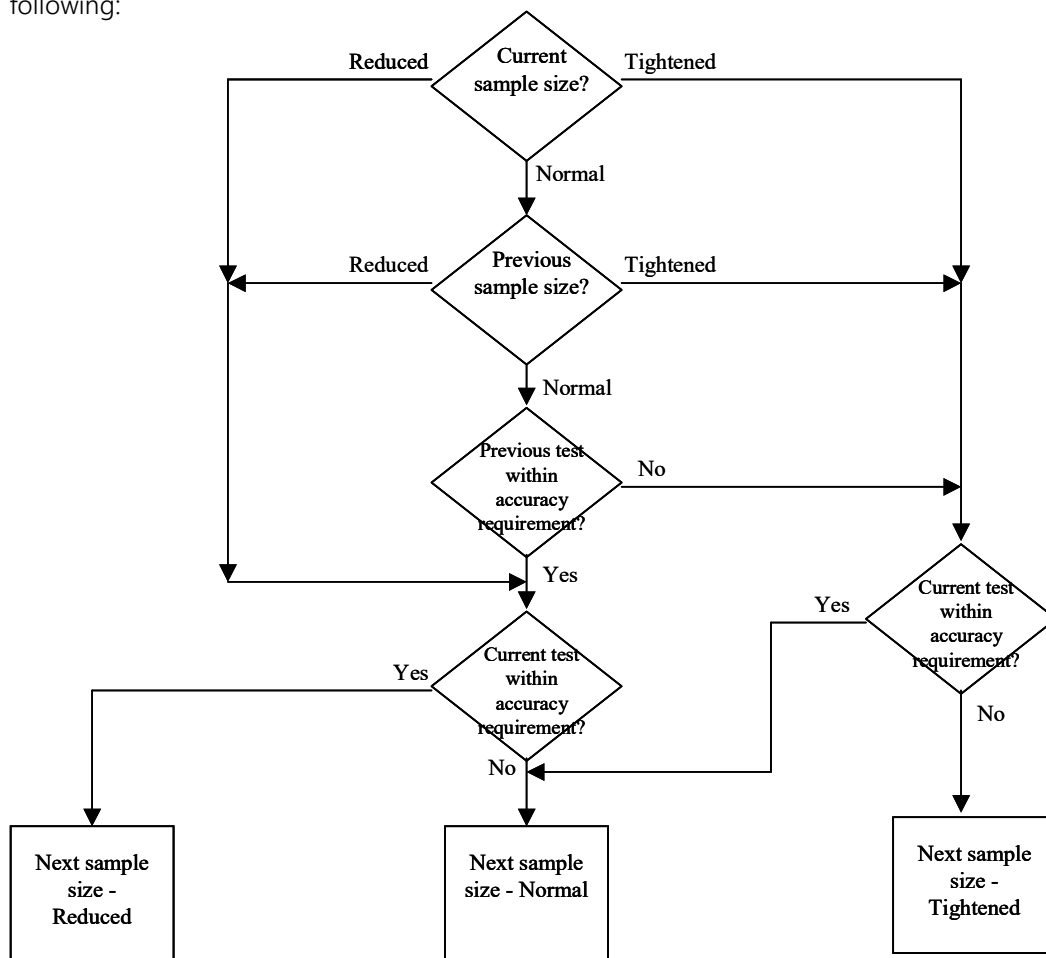 following:
Current
sample size?
Reduced
Tightened
Normal
Previous
sample size?
Reduced
Tightened
Normal
Previous test
within
accuracy
requirement?
No
Yes
Current test
within
accuracy
requirement?
Yes
No
Current test
within
accuracy
requirement?
Yes
No
Next sample
size -
Reduced
Next sample
size - Normal
Next sample
size -
Tightened